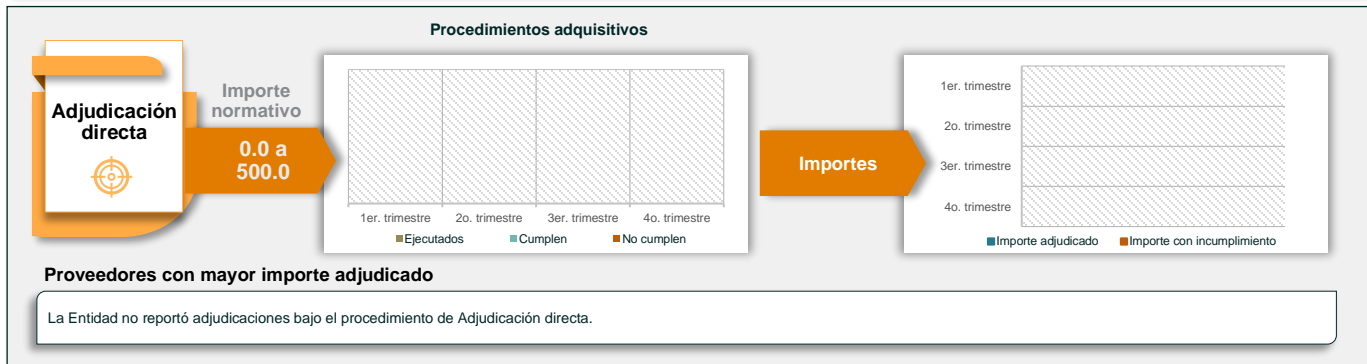 Procedimientos adquisitivos
Adjudicación
directa
Importe
normativo
0.0 a
500.0
1er. trimestre 2o. trimestre 3er. trimestre 4o. trimestre
Ejecutados Cumplen No cumplen
Importes
1er. trimestre
2o. trimestre
3er. trimestre
4o. trimestre
Importe adjudicado Importe con incumplimiento
Proveedores con mayor importe adjudicado
La Entidad no reportó adjudicaciones bajo el procedimiento de Adjudicación directa.